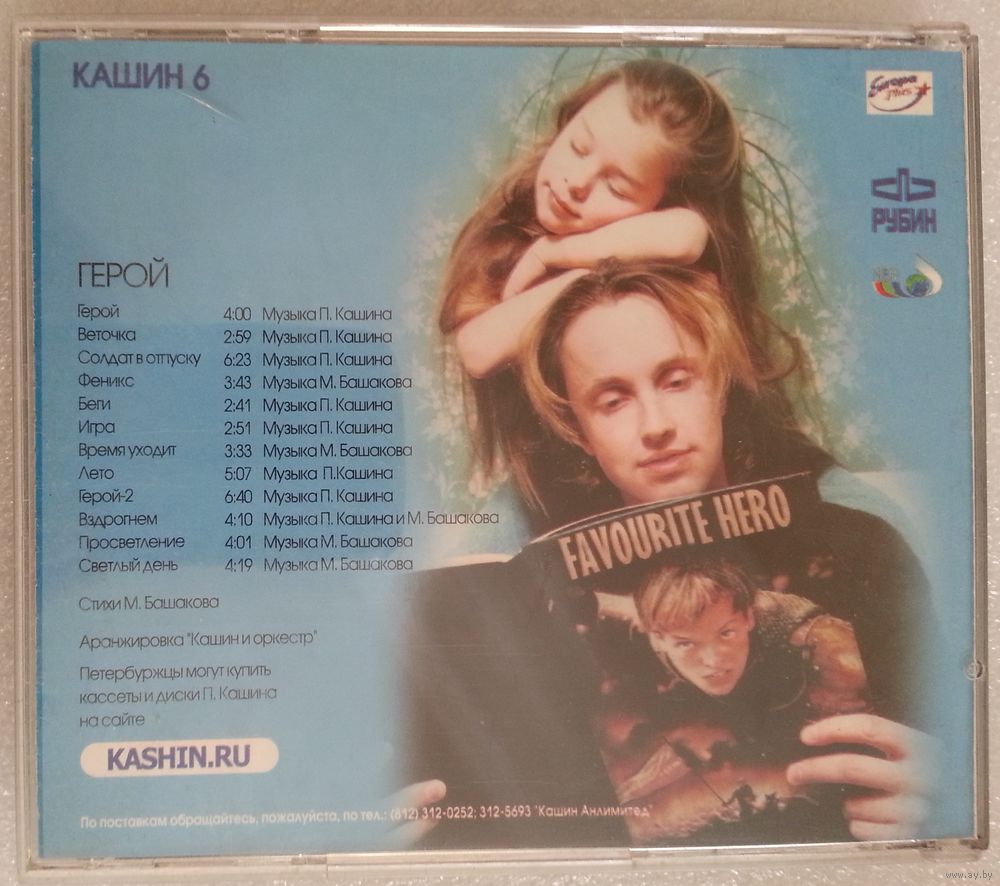 КАШИН 6
Europa
plus
РУБИН
ГЕРОЙ
Герой 4:00 Музыка П. Кашина
Веточка 2:59 Музыка П. Кашина
Солдат в отпуску 6:23 Музыка П. Кашина
Феникс 3:43 Музыка М. Башакова
Беги 2:41 Музыка П. Кашина
Игра 2:51 Музыка П. Кашина
Время уходит 3:33 Музыка М. Башакова
Лето 5:07 Музыка П.Кашина
Герой-2 6:40 Музыка П. Кашина
Вздрогнем 4:10 Музыка П. Кашина и М. Башакова
Просветление 4:01 Музыка М. Башакова
Светлый день 4:19 Музыка М. Башакова
FAVOURITE HERO
Стихи М. Башакова
Аранжировка "Кашин и оркестр"
Петербуржцы могут купить
кассеты и диски П. Кашина
на сайте
KASHIN.RU
По поставкам обращайтесь, пожалуйста, по тел.: (812) 312-0252; 312-5693 "Кашин Анлимитед"
www.ay.by